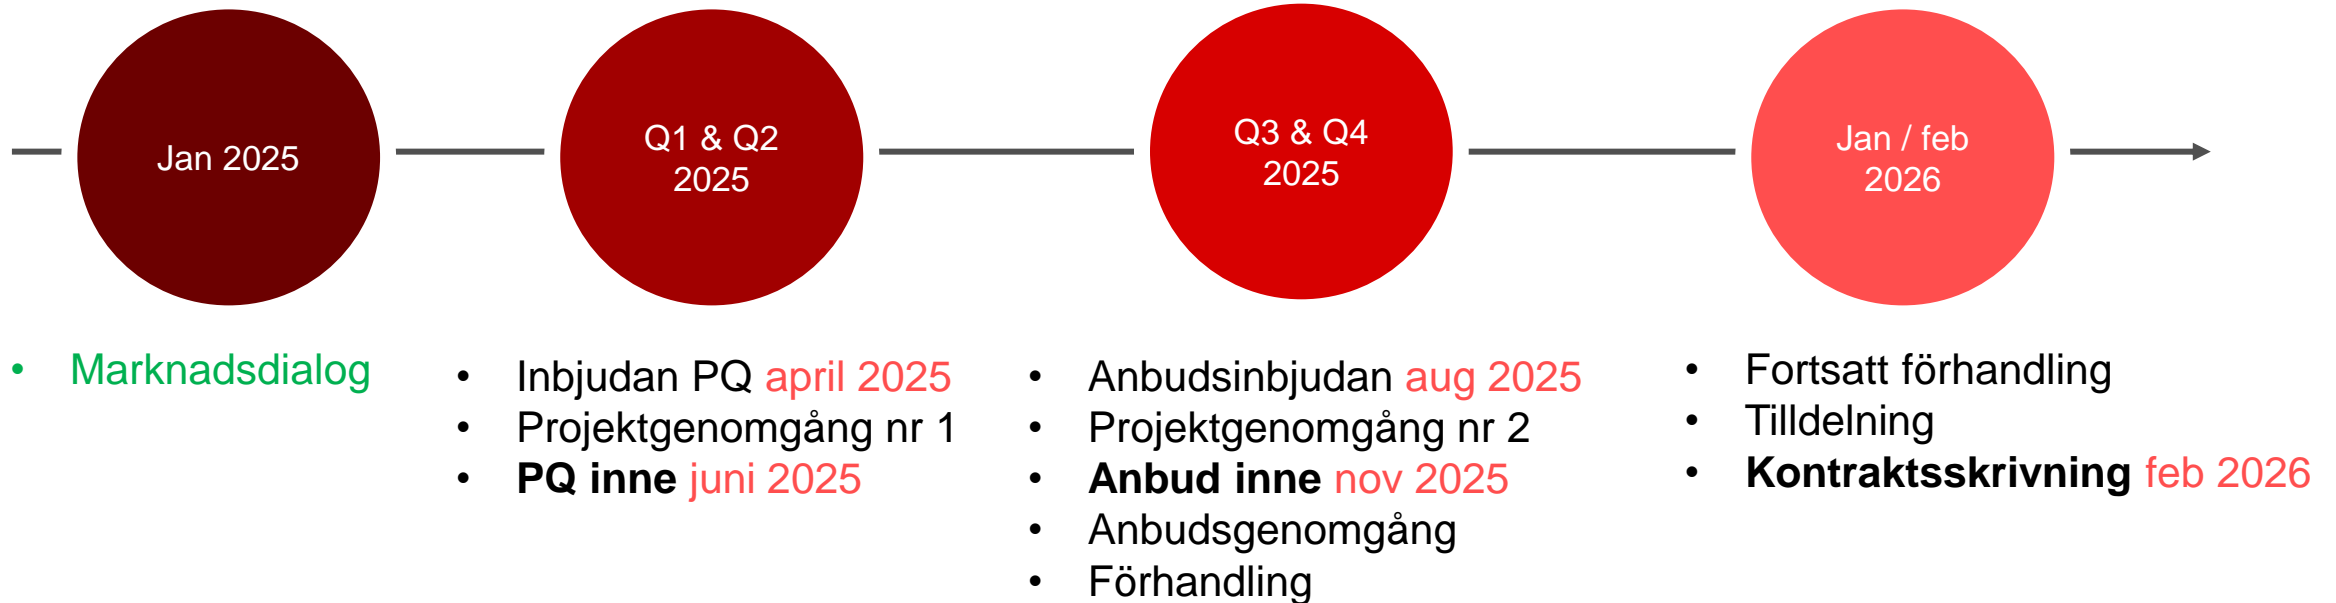 Jan 2025
Q1 & Q2
2025
Q3 & Q4
2025
Jan / feb
2026
• Marknadsdialog
• Inbjudan PQ april 2025
• Projektgenomgång nr 1
• PQ inne juni 2025
• Anbudsinbjudan aug 2025
• Projektgenomgång nr 2
• Anbud inne nov 2025
• Anbudsgenomgång
• Förhandling
• Fortsatt förhandling
• Tilldelning
• Kontraktsskrivning feb 2026